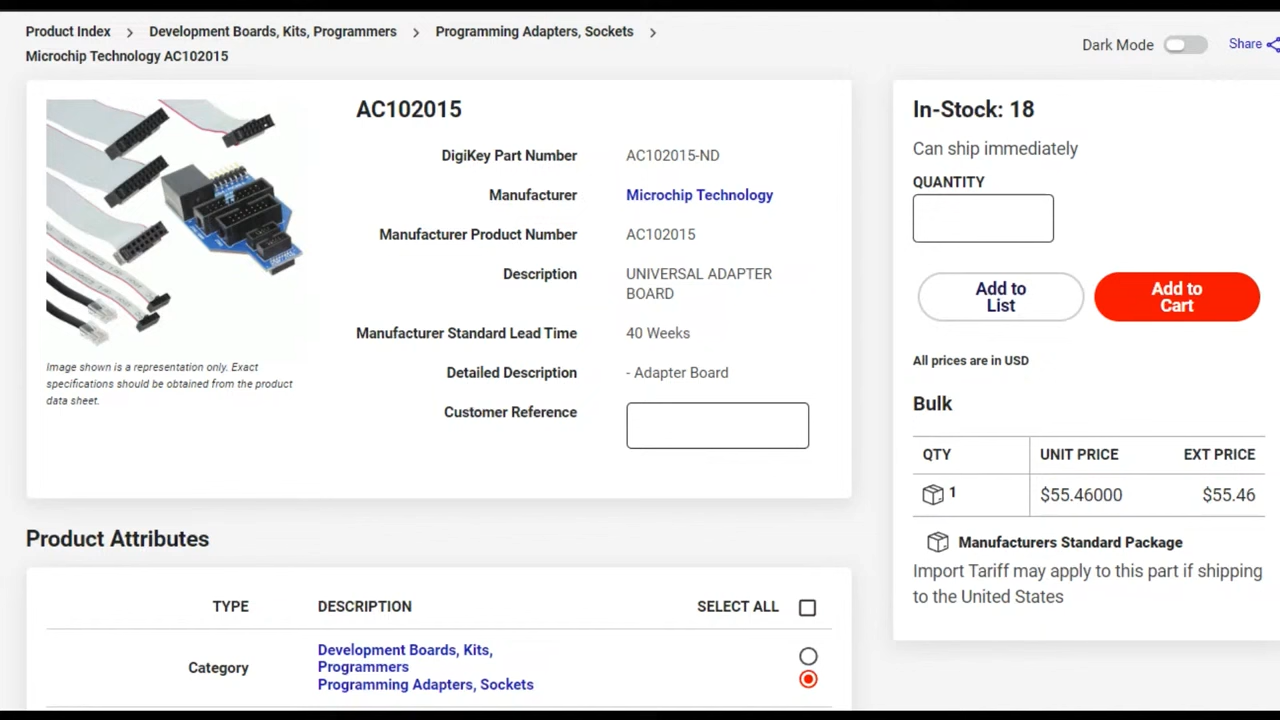 Product Index > Development Boards, Kits, Programmers > Programming Adapters, Sockets >
Microchip Technology AC102015
Dark Mode
Share
AC102015
DigiKey Part Number AC102015-ND
Manufacturer Microchip Technology
Manufacturer Product Number AC102015
Description UNIVERSAL ADAPTER
BOARD
Manufacturer Standard Lead Time 40 Weeks
Detailed Description - Adapter Board
Customer Reference
Image shown is a representation only. Exact
specifications should be obtained from the product
data sheet.
In-Stock: 18
Can ship immediately
QUANTITY
Add to
List
Add to
Cart
All prices are in USD
Bulk
QTY UNIT PRICE EXT PRICE
1 $55.46000 $55.46
Manufacturers Standard Package
Import Tariff may apply to this part if shipping
to the United States
Product Attributes
TYPE DESCRIPTION SELECT ALL
Category
Development Boards, Kits,
Programmers
Programming Adapters, Sockets